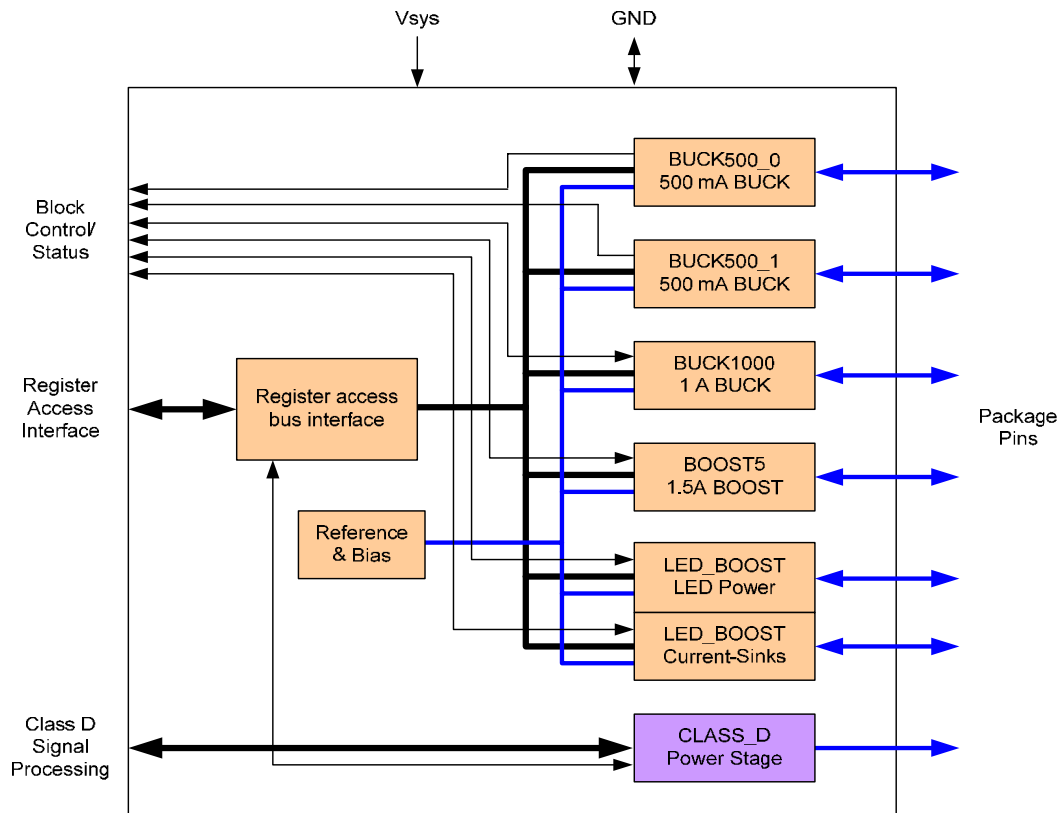 Vsys
GND
BUCK500_0
500 mA BUCK
Block
Control/
Status
BUCK500_1
500 mA BUCK
BUCK1000
1 A BUCK
Register
Access
Interface
Register access
bus interface
Package
Pins
BOOST5
1.5A BOOST
Reference
& Bias
LED_BOOST
LED Power
LED_BOOST
Current-Sinks
Class D
Signal
Processing
CLASS_D
Power Stage